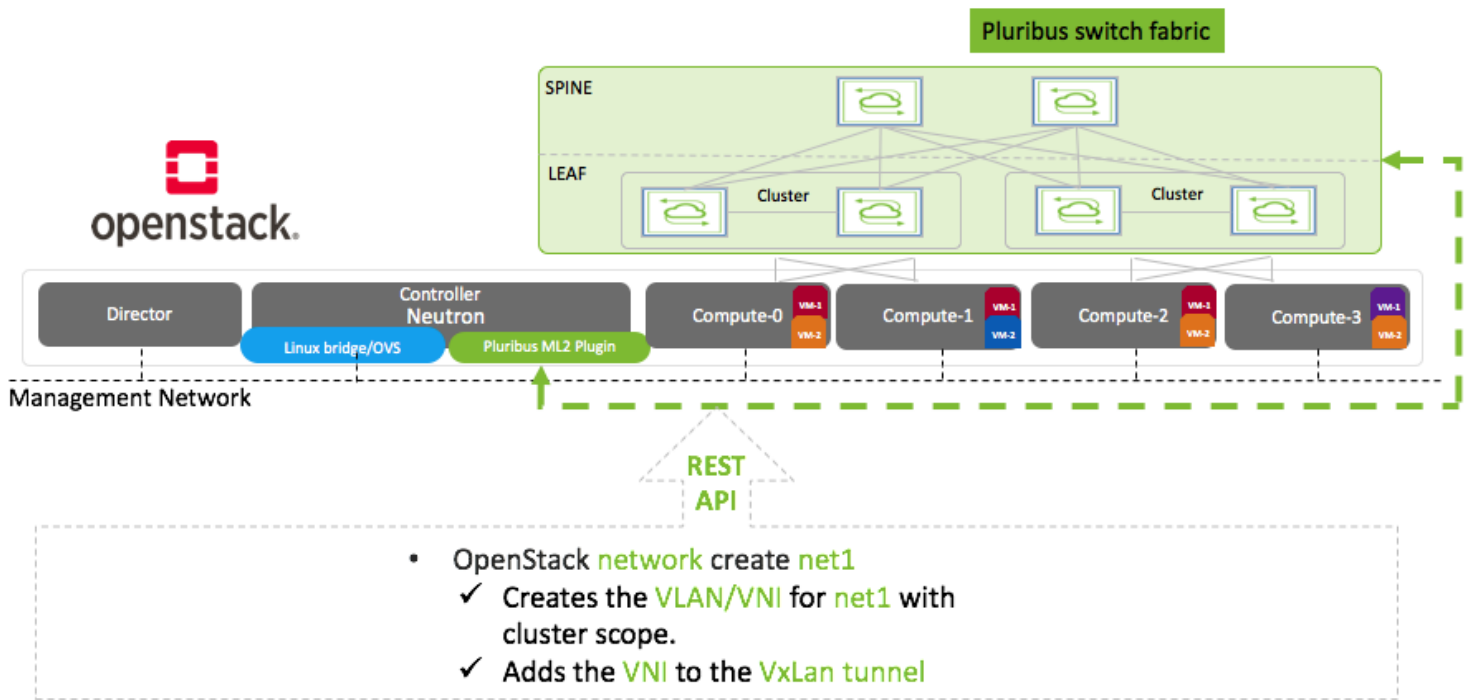 Pluribus switch fabric
SPINE
LEAF
Cluster
Cluster
openstack.
Director
Controller
Neutron
Linux bridge/OVS
Pluribus ML2 Plugin
Compute-0
VM-1
VM-2
Compute-1
VM-1
VM-2
Compute-2
VM-1
VM-2
Compute-3
VM-1
VM-2
Management Network
REST
API
• OpenStack network create net1
✓ Creates the VLAN/VNI for net1 with
cluster scope.
✓ Adds the VNI to the VxLan tunnel